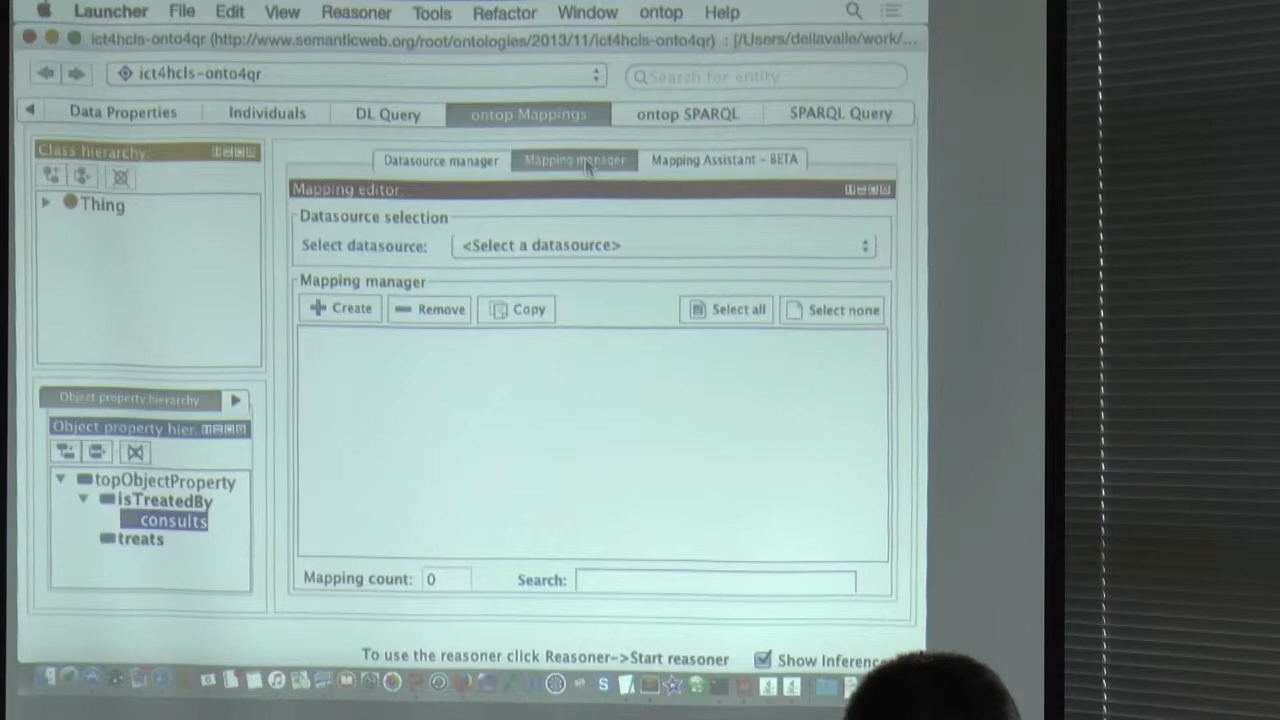 Launcher File Edit View Reasoner Tools Refactor Window ontop Help
ict4hcls-onto4qr (http://www.semanticweb.org/root/ontologies/2013/11/ict4hcls-onto4qr) : [/Users/dellavalle/work/...
ict4hcls-onto4qr
Search for entity
Data Properties Individuals DL Query ontop Mappings ontop SPARQL SPARQL Query
Class hierarchy:
Datasource manager Mapping manager Mapping Assistant - BETA
Mapping editor:
Datasource selection
Thing
Select datasource: <Select a datasource>
Mapping manager
Create Remove Copy Select all Select none
Object property hierarchy
Object property hier
topObjectProperty
isTreatedBy
consults
treats
Mapping count: 0 Search:
To use the reasoner click Reasoner->Start reasoner Show Inferenc